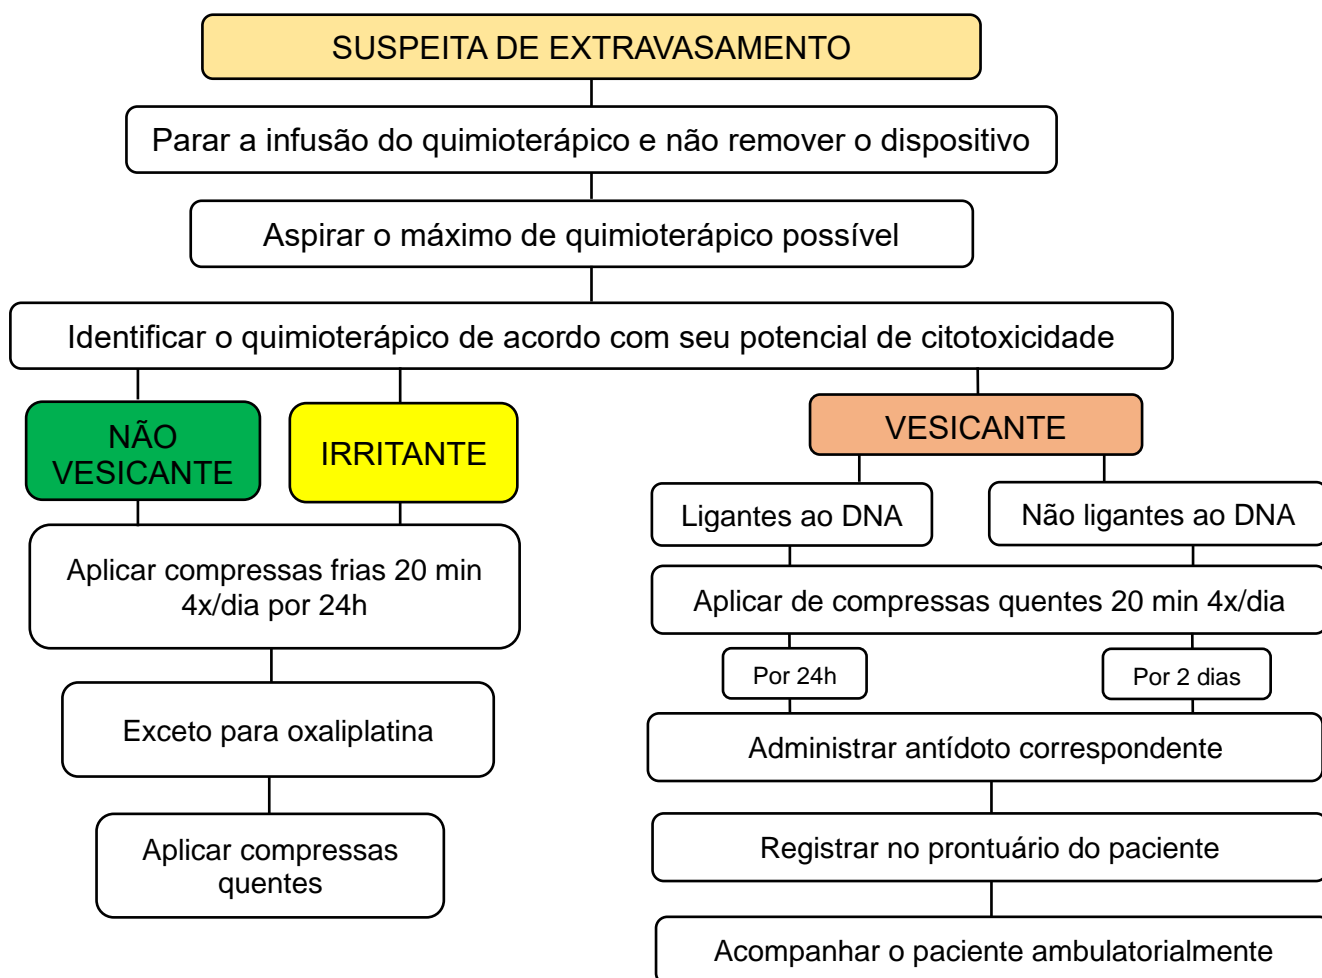 SUSPEITA DE EXTRAVASAMENTO
Parar a infusão do quimioterápico e não remover o dispositivo
Aspirar o máximo de quimioterápico possível
Identificar o quimioterápico de acordo com seu potencial de citotoxicidade
NÃO
VESICANTE
IRRITANTE
Aplicar compressas frias 20 min
4x/dia por 24h
Exceto para oxaliplatina
Aplicar compressas
quentes
VESICANTE
Ligantes ao DNA
Não ligantes ao DNA
Aplicar de compressas quentes 20 min 4x/dia
Por 24h
Por 2 dias
Administrar antídoto correspondente
Registrar no prontuário do paciente
Acompanhar o paciente ambulatorialmente